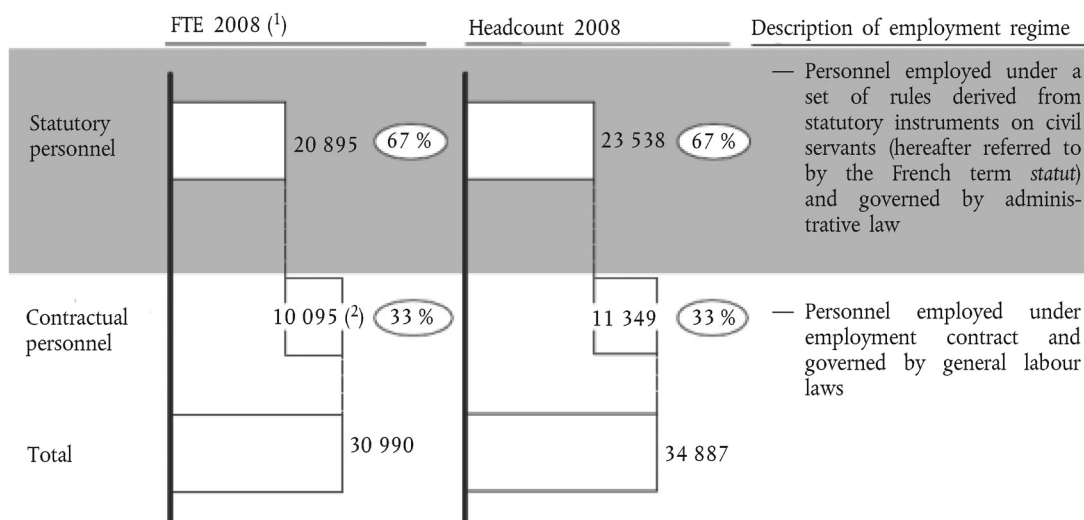 FTE 2008 (¹)
Headcount 2008
Description of employment regime
Statutory
personnel
20 895
67 %
23 538
67 %
— Personnel employed under a
set of rules derived from
statutory instruments on civil
servants (hereafter referred to
by the French term statut)
and governed by adminis-
trative law
Contractual
personnel
10 095 (²)
33 %
11 349
33 %
— Personnel employed under
employment contract and
governed by general labour
laws
Total
30 990
34 887